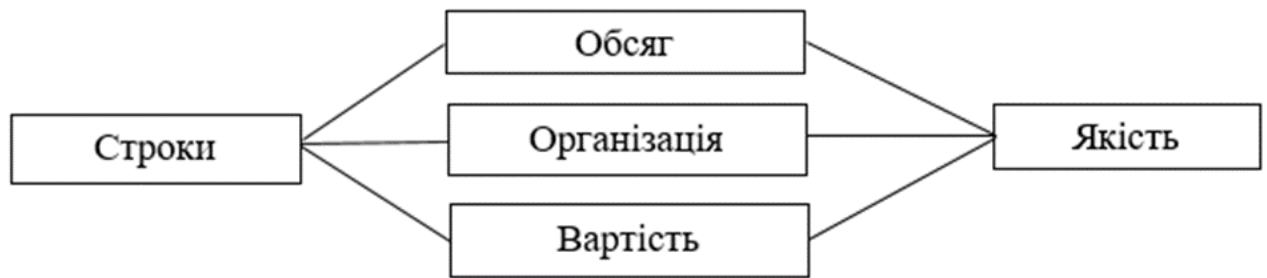 Обсяг
Строки
Організація
Якість
Вартість